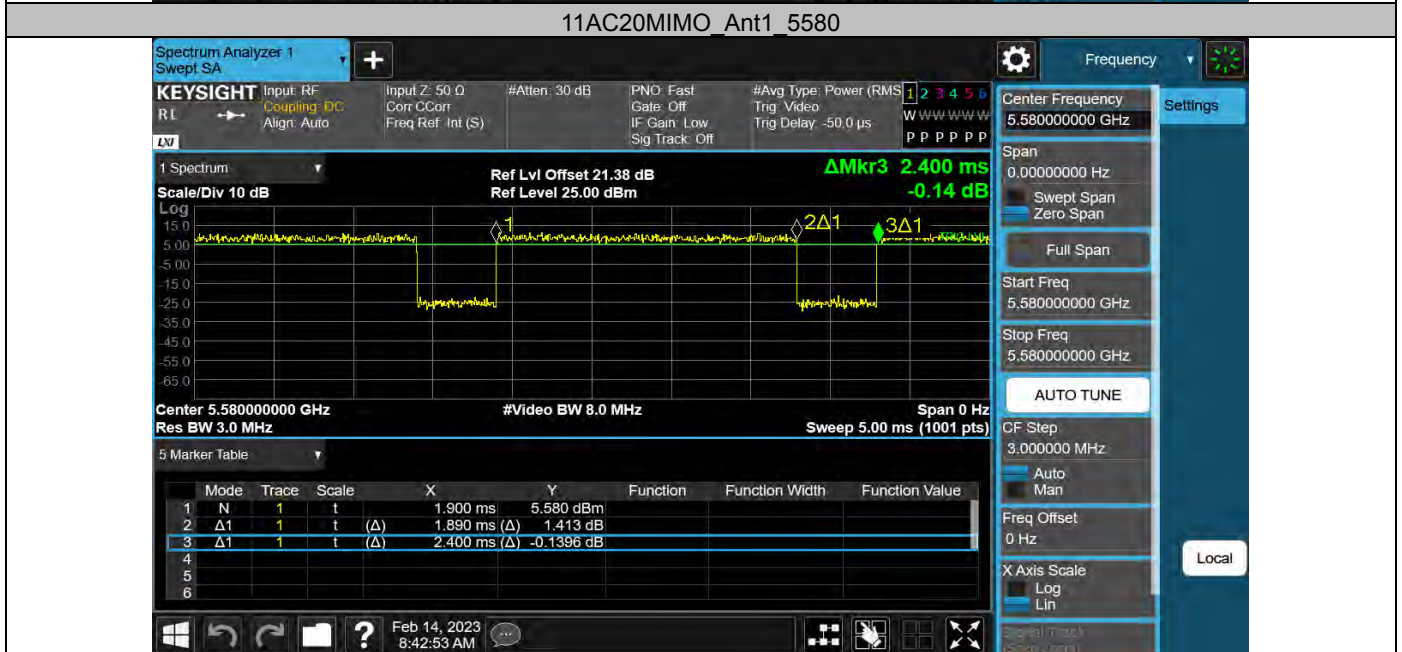 11AC20MIMO_Ant1_5580
Spectrum Analyzer 1
Swept SA
+
Frequency
KEYSIGHT
Input: RF
Coupling: DC
Align: Auto
Input Z: 50 Ω
Corr CCorr
Freq Ref: Int (S)
#Atten: 30 dB
PNO: Fast
Gate: Off
IF Gain: Low
Sig Track: Off
#Avg Type: Power (RMS
Trig: Video
Trig Delay: -50.0 µs
1 2 3 4 5 6
W W W W W W
P P P P P P
LXI
Center Frequency
5.580000000 GHz
Settings
Span
0.00000000 Hz
Swept Span
Zero Span
Full Span
Start Freq
5.580000000 GHz
Stop Freq
5.580000000 GHz
AUTO TUNE
CF Step
3.000000 MHz
Auto
Man
Freq Offset
0 Hz
X Axis Scale
Log
Lin
Local
1 Spectrum
Scale/Div 10 dB
Ref Lvl Offset 21.38 dB
Ref Level 25.00 dBm
ΔMkr3 2.400 ms
-0.14 dB
Log
15.0
5.00
-5.00
-15.0
-25.0
-35.0
-45.0
-55.0
-65.0
1
2Δ1
3Δ1
Center 5.580000000 GHz
#Video BW 8.0 MHz
Span 0 Hz
Res BW 3.0 MHz
Sweep 5.00 ms (1001 pts)
5 Marker Table
Mode Trace Scale X Y Function Function Width Function Value
1 N 1 t 1.900 ms 5.580 dBm
2 Δ1 1 t (Δ) 1.890 ms (Δ) 1.413 dB
3 Δ1 1 t (Δ) 2.400 ms (Δ) -0.1396 dB
4
5
6
?
Feb 14, 2023
8:42:53 AM